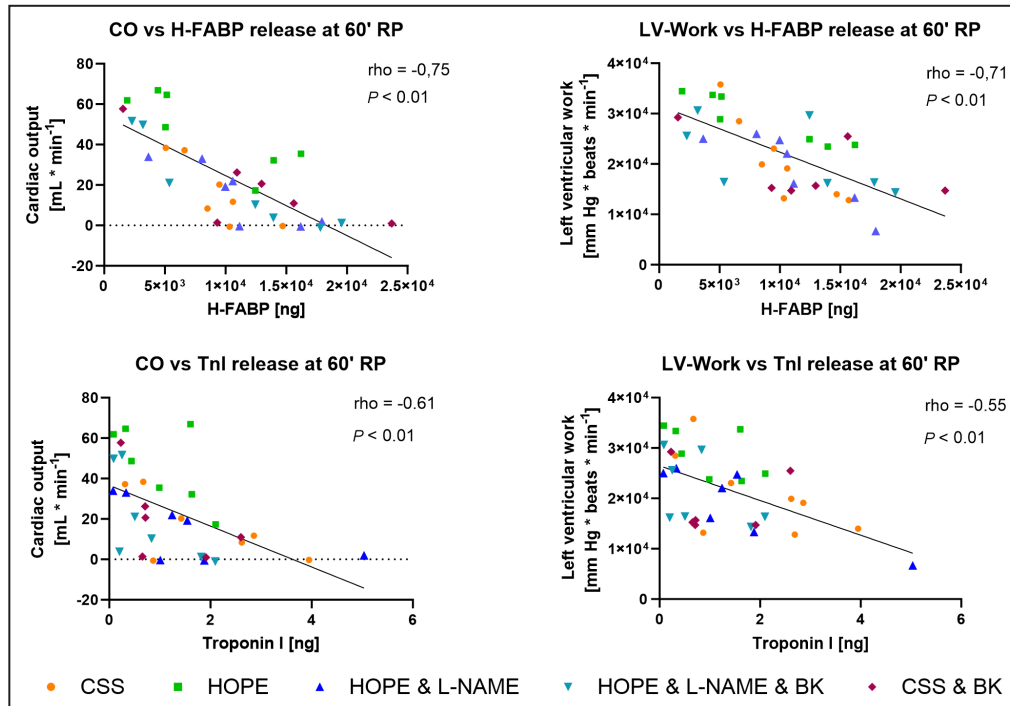 CO vs H-FABP release at 60' RP
rho = -0,75
P < 0.01
Cardiac output
[mL * min⁻¹]
80
60
40
20
0
-20
5×10³
1×10⁴
1.5×10⁴
2×10⁴
2.5×10⁴
H-FABP [ng]
LV-Work vs H-FABP release at 60' RP
rho = -0,71
P < 0.01
Left ventricular work
[mm Hg * beats * min⁻¹]
4×10⁴
3×10⁴
2×10⁴
1×10⁴
0
0
5×10³
1×10⁴
1.5×10⁴
2×10⁴
2.5×10⁴
H-FABP [ng]
CO vs TnI release at 60' RP
rho = -0.61
P < 0.01
Cardiac output
[mL * min⁻¹]
80
60
40
20
0
-20
0
2
4
6
Troponin I [ng]
LV-Work vs TnI release at 60' RP
rho = -0.55
P < 0.01
Left ventricular work
[mm Hg * beats * min⁻¹]
4×10⁴
3×10⁴
2×10⁴
1×10⁴
0
0
2
4
6
Troponin I [ng]
CSS HOPE HOPE & L-NAME HOPE & L-NAME & BK CSS & BK